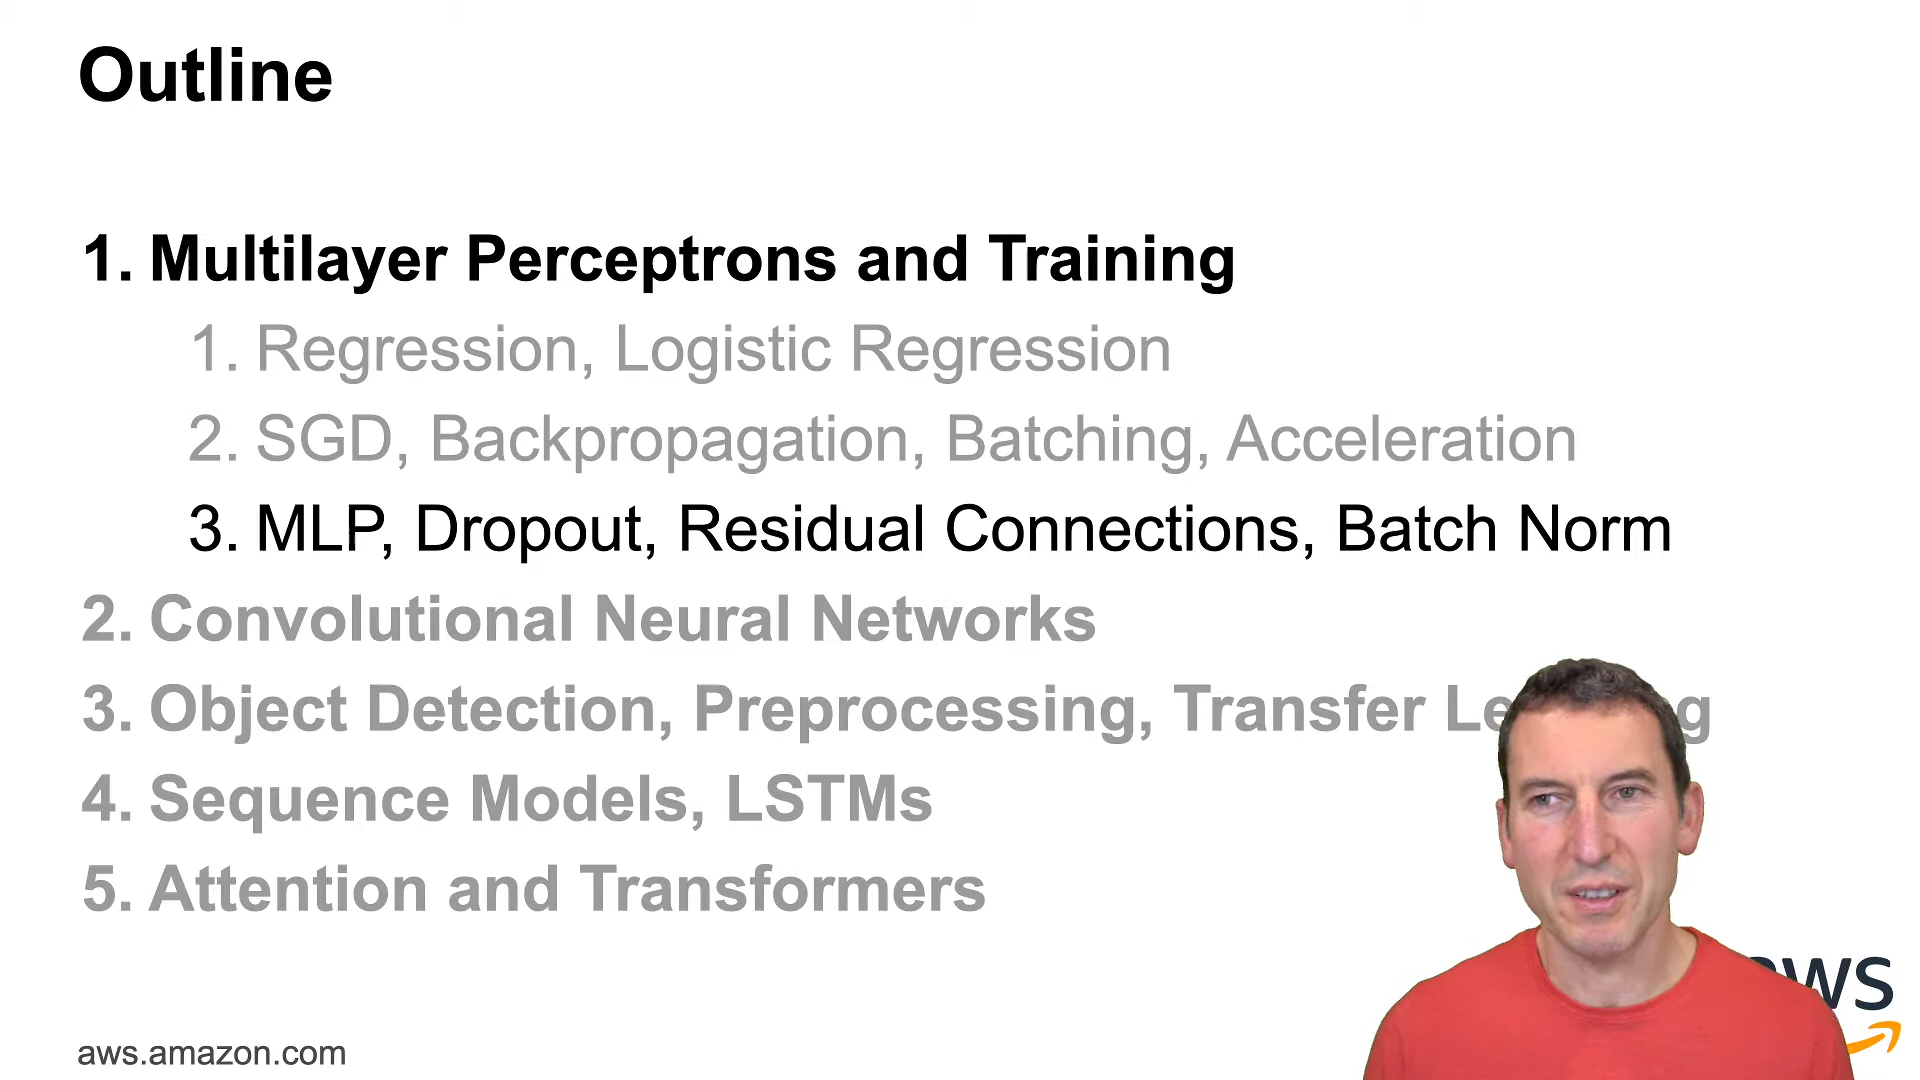 Outline
1. Multilayer Perceptrons and Training
1. Regression, Logistic Regression
2. SGD, Backpropagation, Batching, Acceleration
3. MLP, Dropout, Residual Connections, Batch Norm
2. Convolutional Neural Networks
3. Object Detection, Preprocessing, Transfer
4. Sequence Models, LSTMs
5. Attention and Transformers
aws
aws.amazon.com